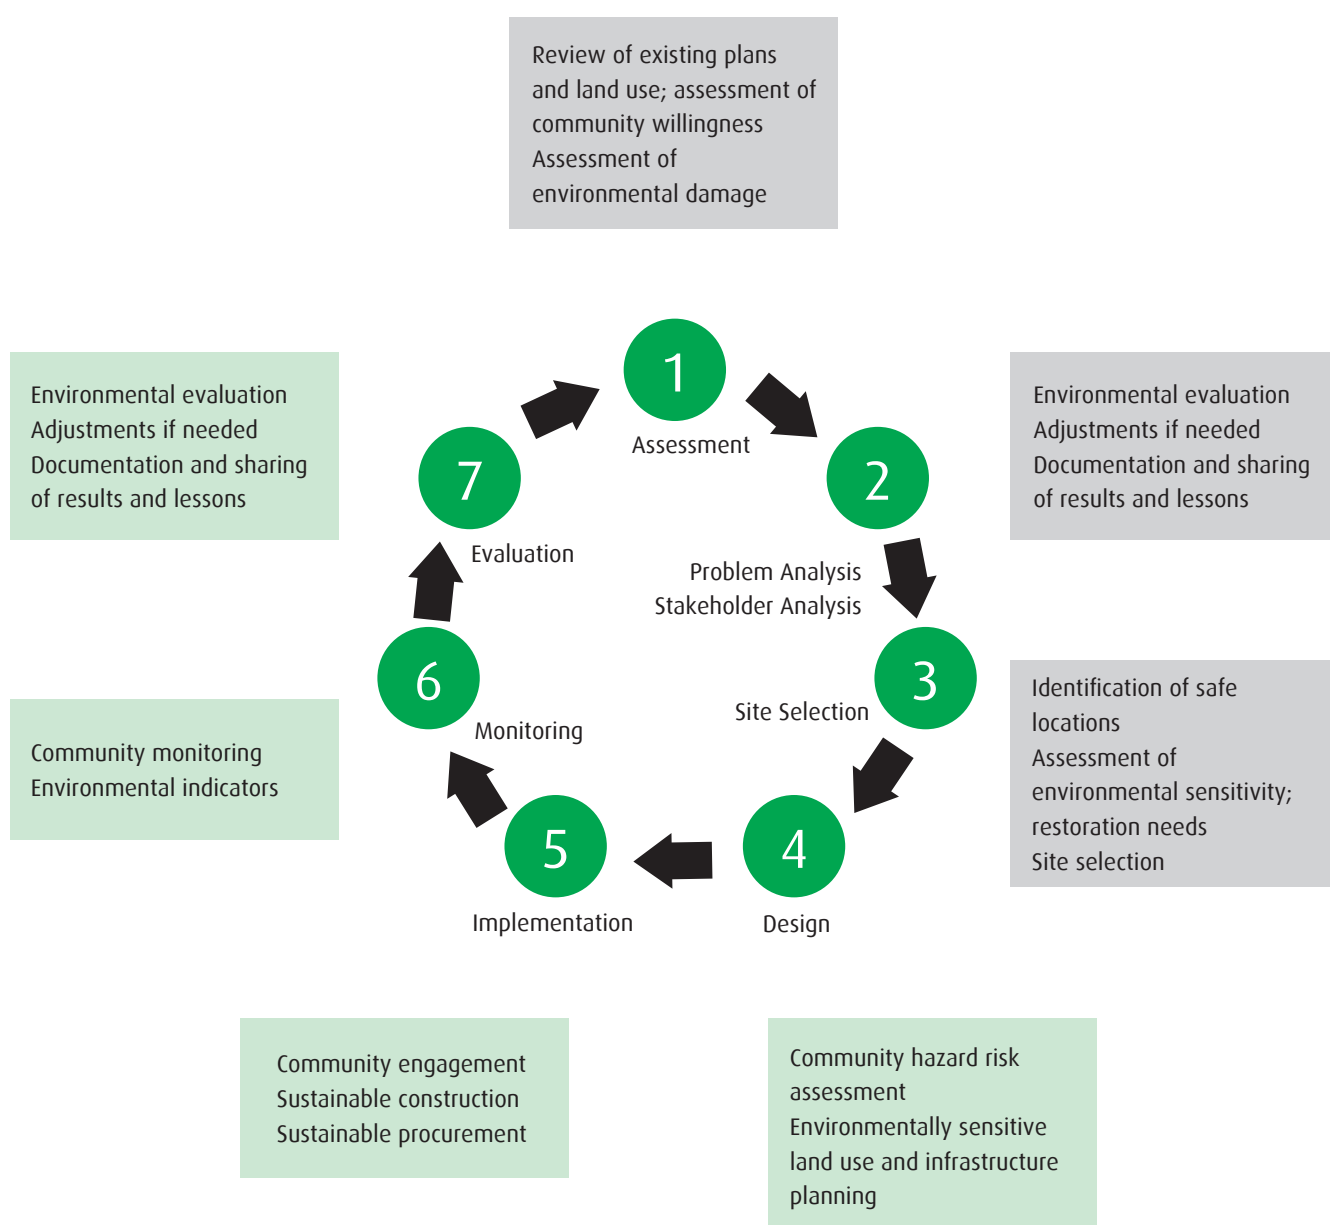 Review of existing plans
and land use; assessment of
community willingness
Assessment of
environmental damage
1
Assessment
Environmental evaluation
Adjustments if needed
Documentation and sharing
of results and lessons
2
Problem Analysis
Stakeholder Analysis
Environmental evaluation
Adjustments if needed
Documentation and sharing
of results and lessons
3
Site Selection
Identification of safe
locations
Assessment of
environmental sensitivity;
restoration needs
Site selection
4
Design
Community hazard risk
assessment
Environmentally sensitive
land use and infrastructure
planning
5
Implementation
Community engagement
Sustainable construction
Sustainable procurement
6
Monitoring
Community monitoring
Environmental indicators
7
Evaluation